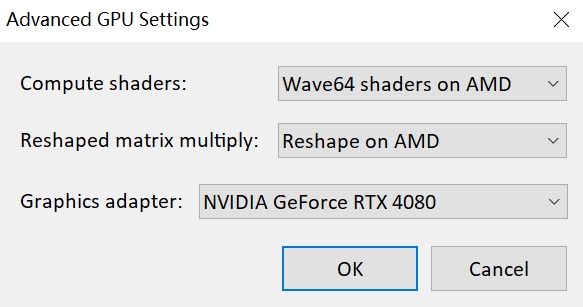 Advanced GPU Settings
Compute shaders: Wave64 shaders on AMD
Reshaped matrix multiply: Reshape on AMD
Graphics adapter: NVIDIA GeForce RTX 4080
OK Cancel